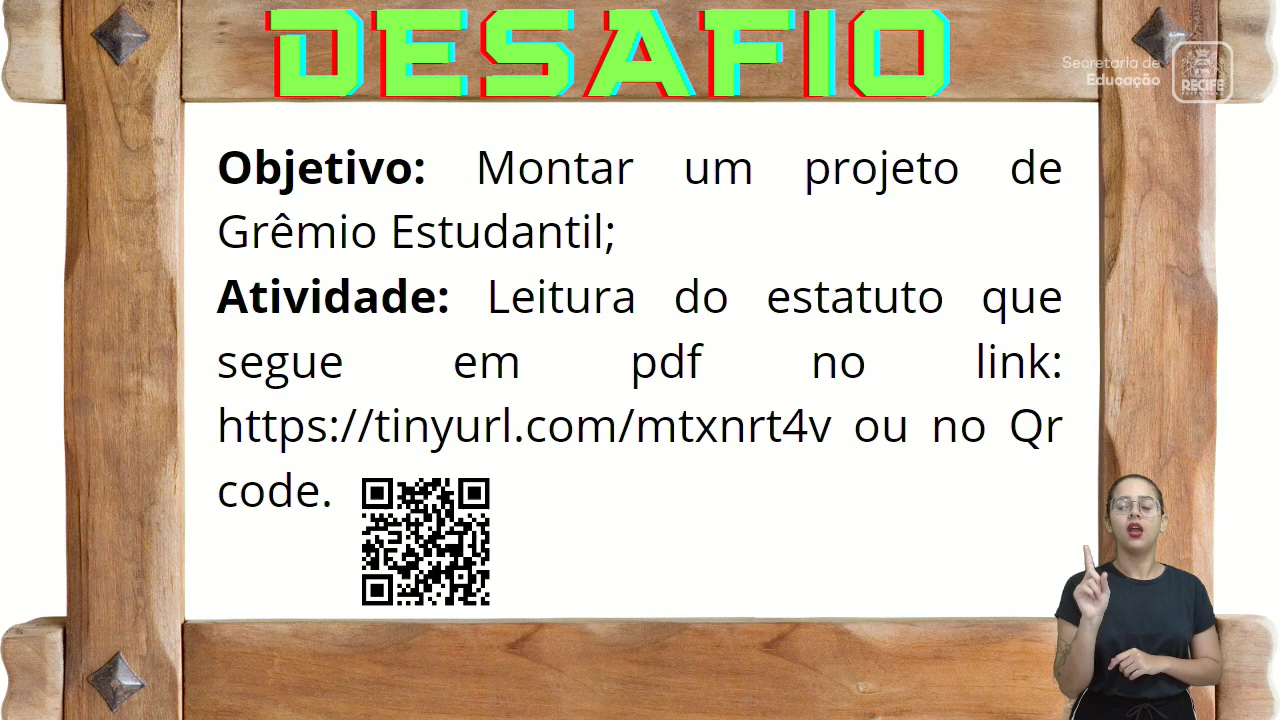 DESAFIO
Secretaria de
Educação
RECIFE
Objetivo: Montar um projeto de
Grêmio Estudantil;
Atividade: Leitura do estatuto que
segue em pdf no link:
https://tinyurl.com/mtxnrt4v ou no Qr
code.